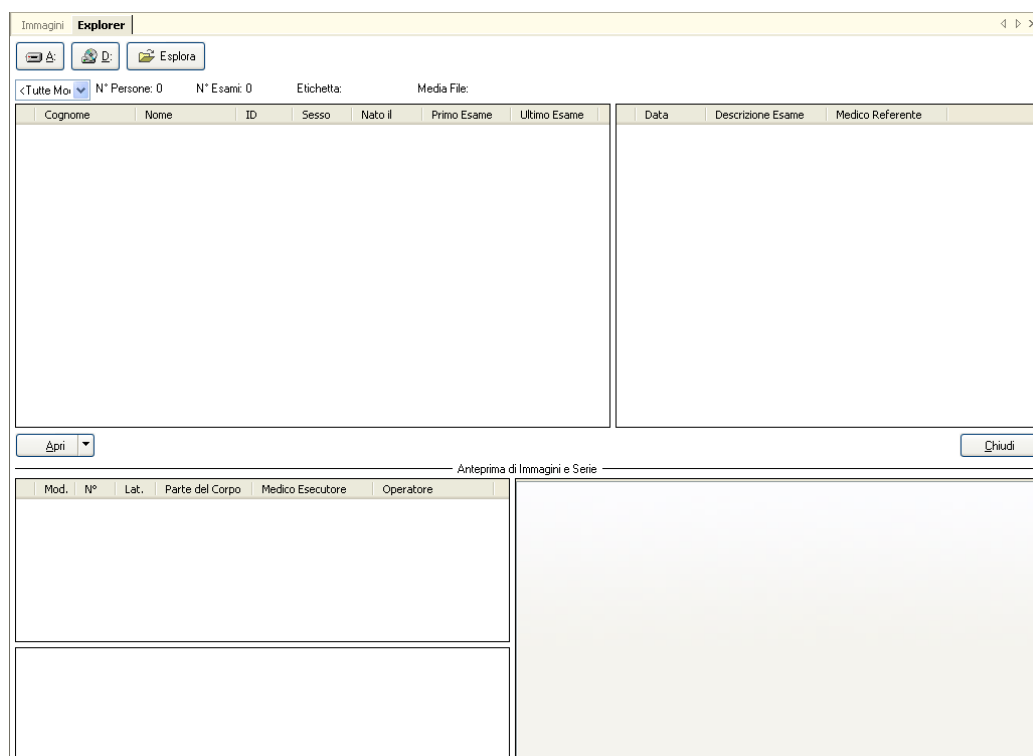 Immagini Explorer
A: D: Esplora
<Tutte Mo N° Persone: 0 N° Esami: 0 Etichetta: Media File:
Cognome Nome ID Sesso Nato il Primo Esame Ultimo Esame Data Descrizione Esame Medico Referente
Apri Chiudi
Anteprima di Immagini e Serie
Mod. N° Lat. Parte del Corpo Medico Esecutore Operatore